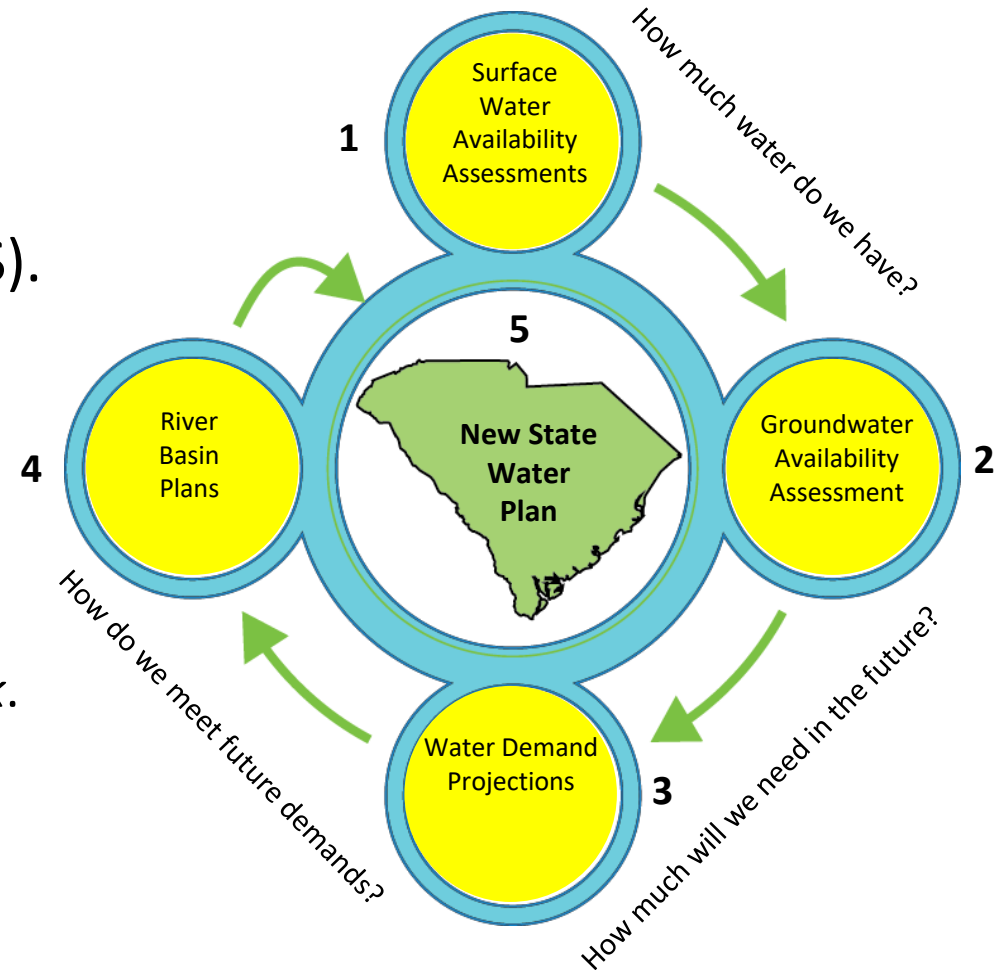 1
Surface
Water
Availability
Assessments
How much water do we have?
).
5
New State
Water
Plan
4
River
Basin
Plans
Groundwater
Availability
Assessment
2
How do we meet future demands?
Water Demand
Projections
3
How much will we need in the future?